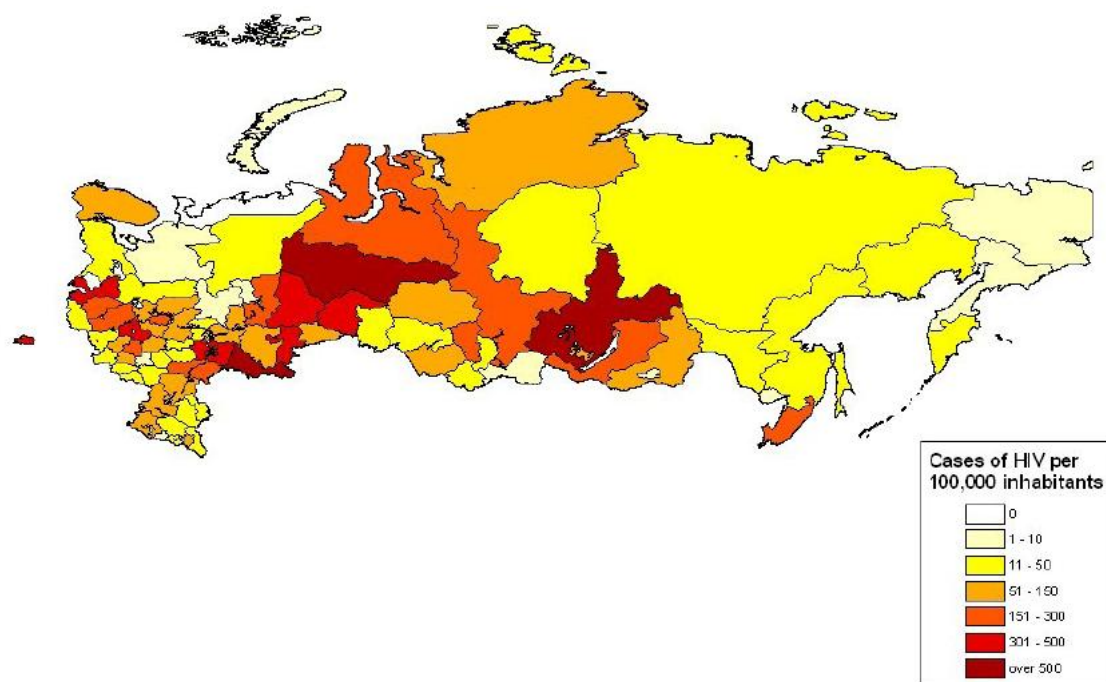 Cases of HIV per
100,000 inhabitants
0
1 - 10
11 - 50
51 - 150
151 - 300
301 - 500
over 500